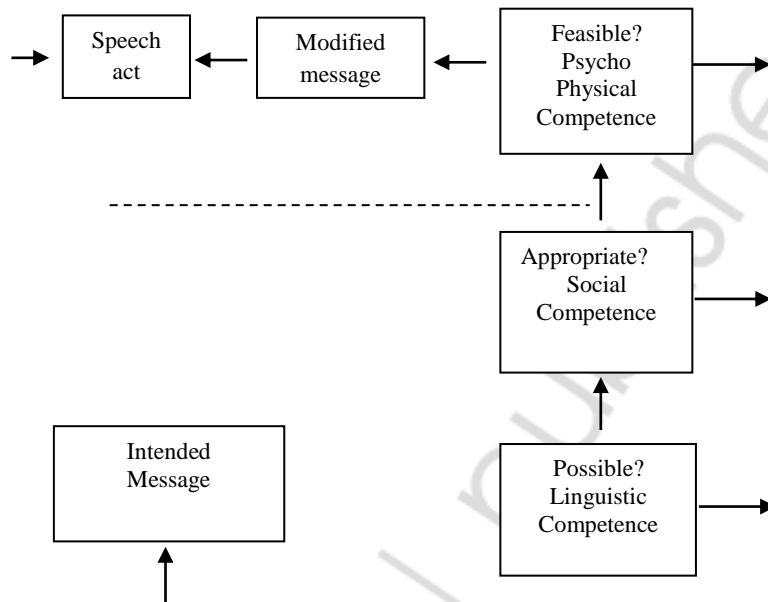 Speech
act
Modified
message
Feasible?
Psycho
Physical
Competence
Appropriate?
Social
Competence
Intended
Message
Possible?
Linguistic
Competence